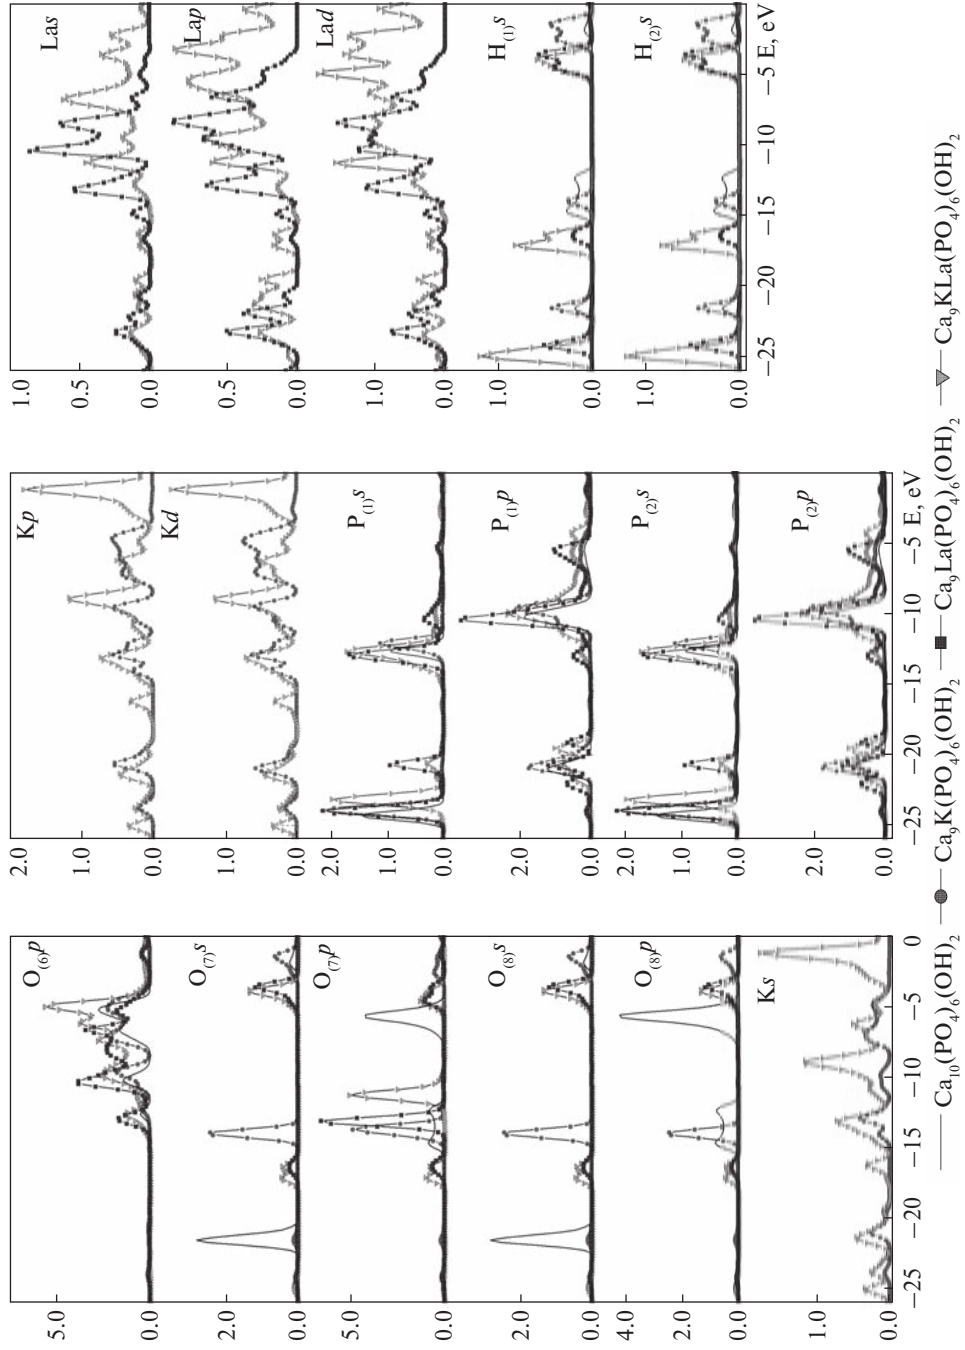 O(6)p
5.0
0.0
O(7)s
2.0
0.0
O(7)p
5.0
0.0
O(8)s
2.0
0.0
O(8)p
4.0
2.0
0.0
Ks
1.0
0.0
−25 −20 −15 −10 −5 0
Kp
2.0
1.0
0.0
Kd
1.0
0.0
P(1)s
2.0
1.0
0.0
P(1)p
2.0
0.0
P(2)s
2.0
1.0
0.0
P(2)p
2.0
0.0
−25 −20 −15 −10 −5 E, eV
Las
1.0
0.5
0.0
Lap
1.0
0.5
0.0
Lad
1.0
0.0
H(1)s
1.0
0.0
H(2)s
1.0
0.0
−25 −20 −15 −10 −5 E, eV
Ca10(PO4)6(OH)2 Ca9K(PO4)6(OH)2 Ca9La(PO4)6(OH)2 Ca9KLa(PO4)6(OH)2